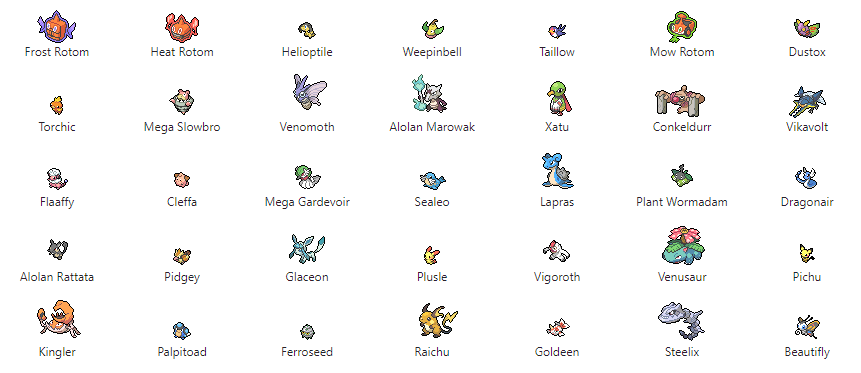 Frost Rotom Heat Rotom Helioptile Weepinbell Taillow Mow Rotom Dustox
Torchic Mega Slowbro Venomoth Alolan Marowak Xatu Conkeldurr Vikavolt
Flaaffy Cleffa Mega Gardevoir Sealeo Lapras Plant Wormadam Dragonair
Alolan Rattata Pidgey Glaceon Plusle Vigoroth Venusaur Pichu
Kingler Palpitoad Ferroseed Raichu Goldeen Steelix Beautifly